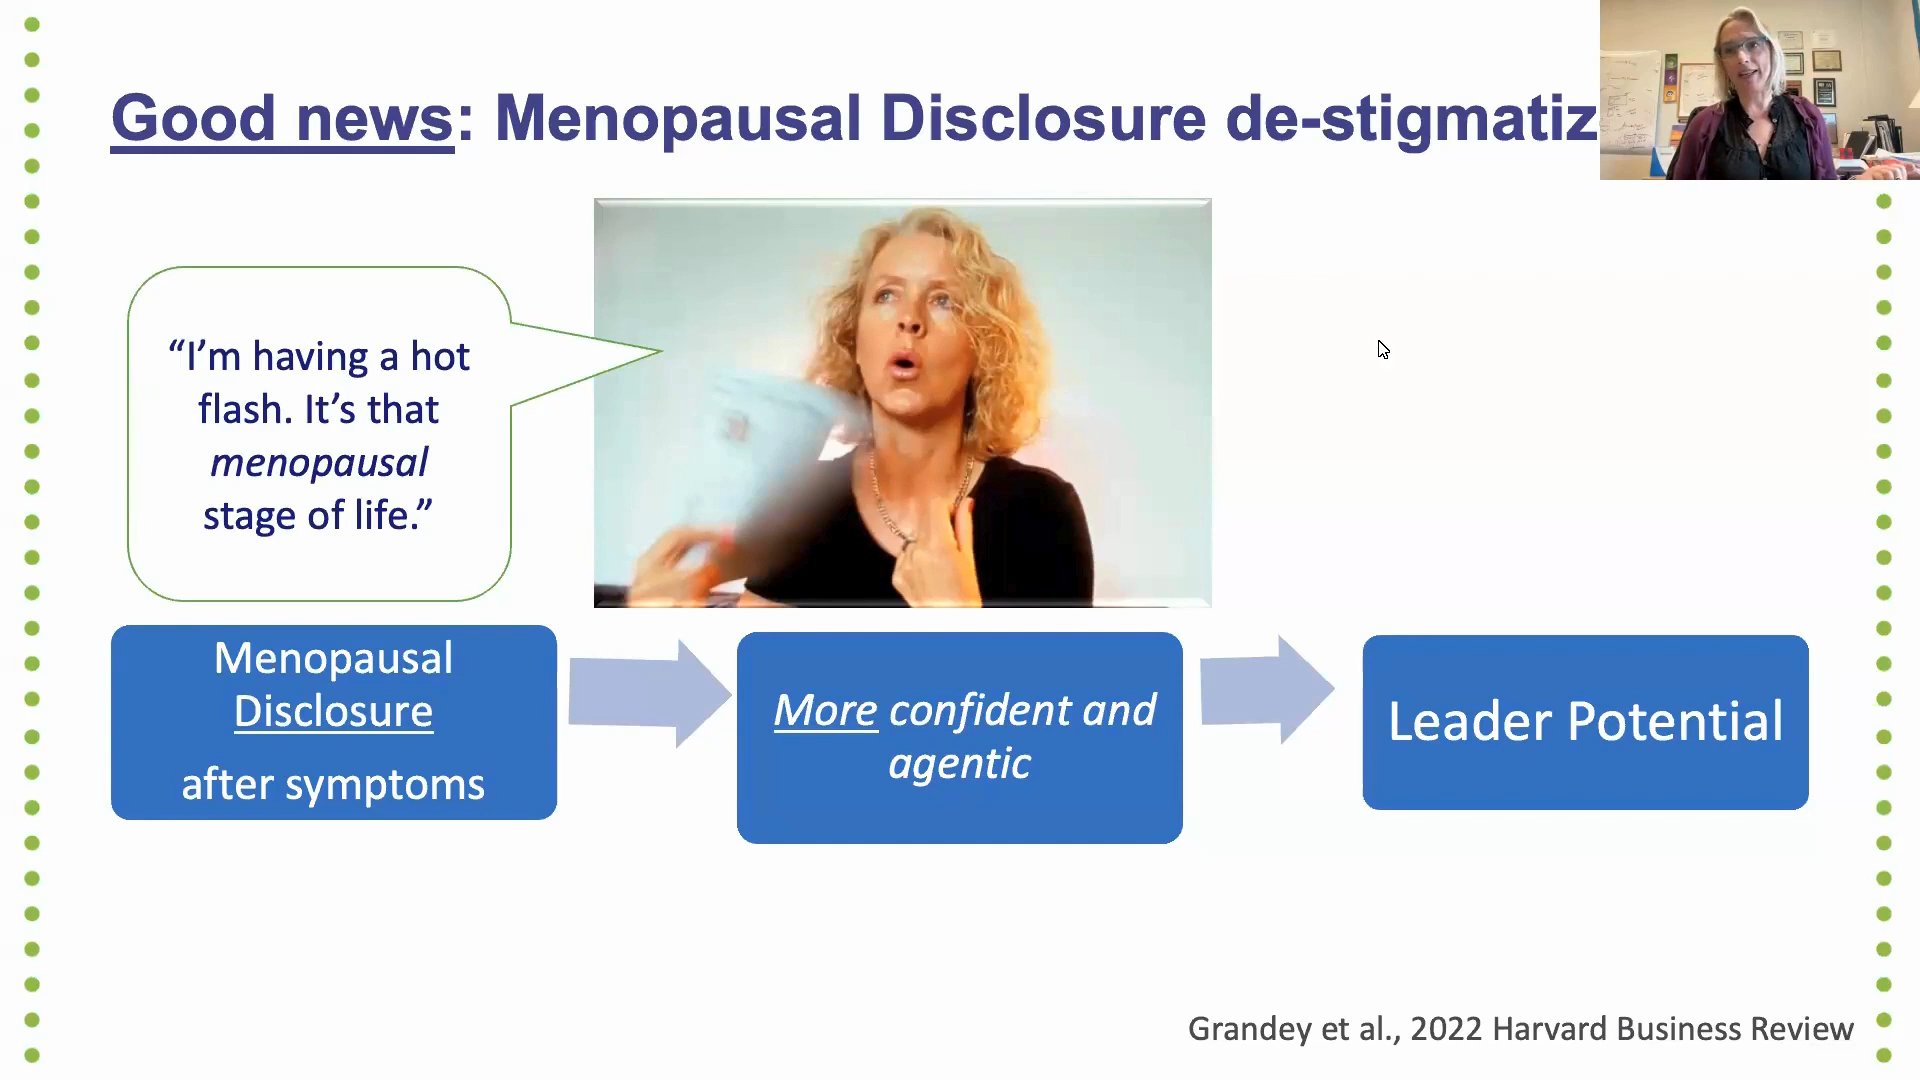 Good news: Menopausal Disclosure de-stigmatiz
“I’m having a hot
flash. It’s that
menopausal
stage of life.”
Menopausal
Disclosure
after symptoms
More confident and
agentic
Leader Potential
Grandey et al., 2022 Harvard Business Review